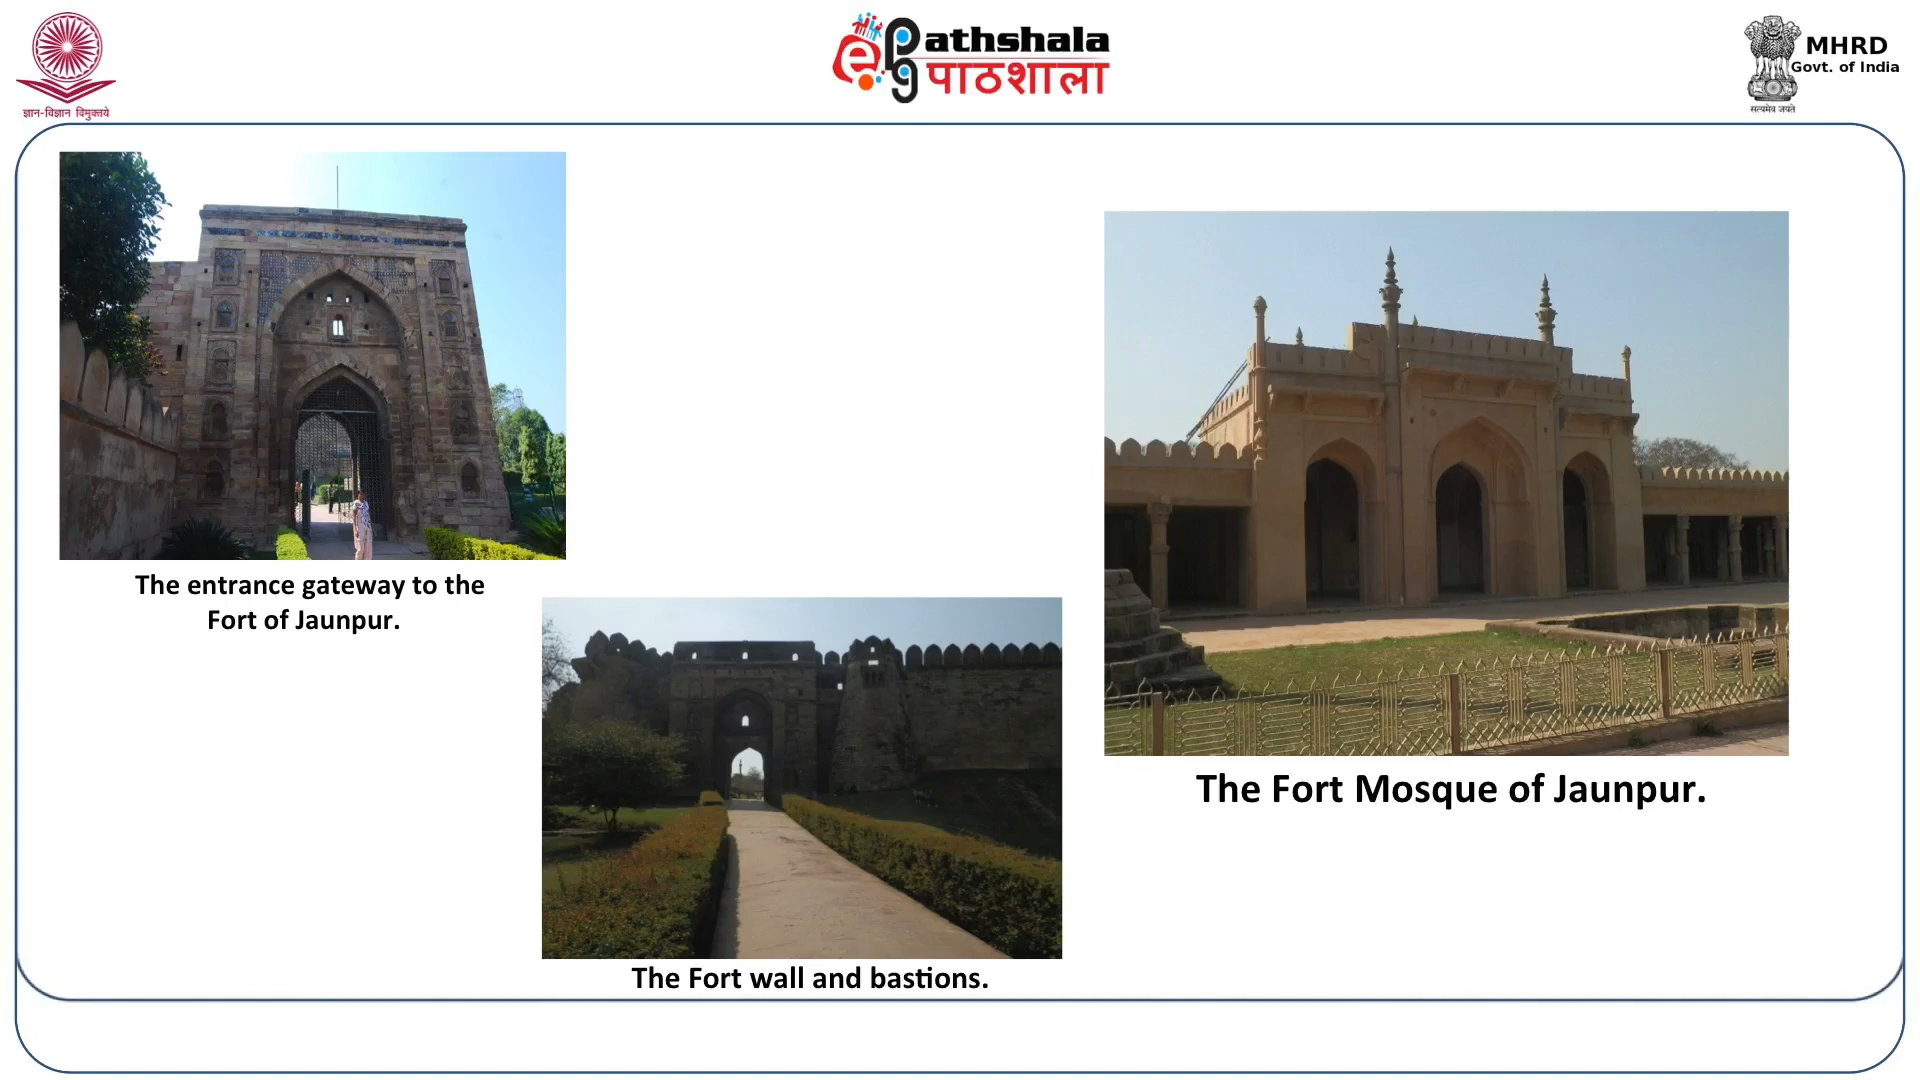 ज्ञान-विज्ञान विमुक्तये
e Pg athshala
पाठशाला
MHRD
Govt. of India
सत्यमेव जयते
The entrance gateway to the
Fort of Jaunpur.
The Fort Mosque of Jaunpur.
The Fort wall and bastions.